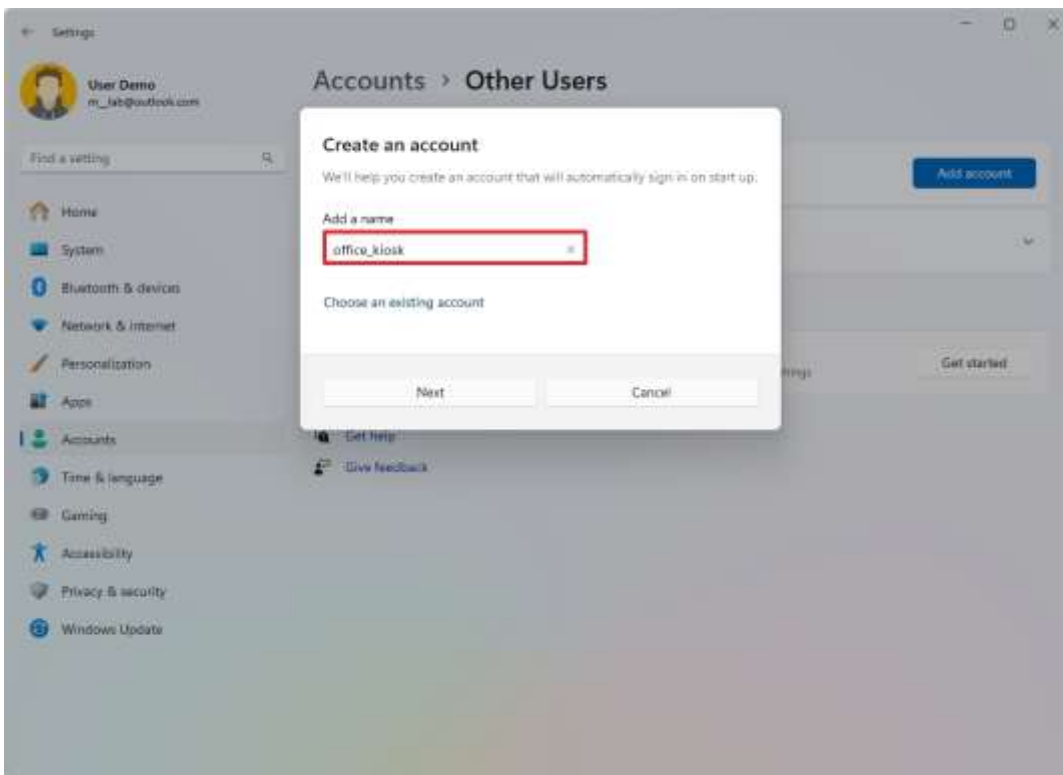 Settings
User Demo
m_lab@outlook.com
Find a setting
Home
System
Bluetooth & devices
Network & internet
Personalization
Apps
Accounts
Time & language
Gaming
Accessibility
Privacy & security
Windows Update
Accounts > Other Users
Add account
Create an account
We'll help you create an account that will automatically sign in on start up.
Add a name
office_kiosk
Choose an existing account
Next
Cancel
Get started
Get help
Give feedback